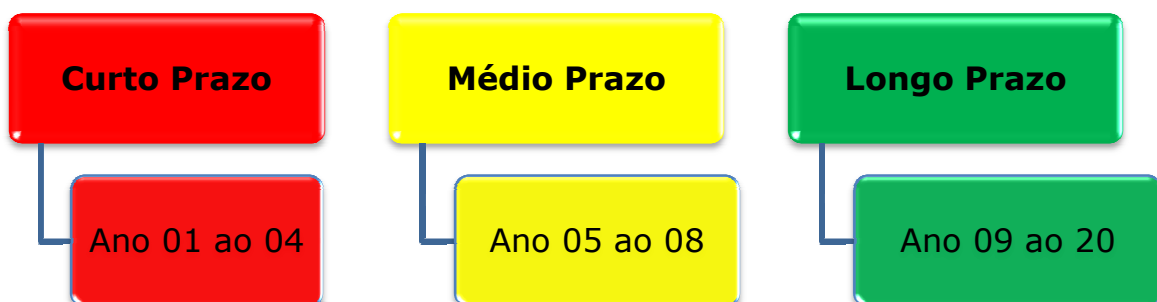 Curto Prazo
Ano 01 ao 04
Médio Prazo
Ano 05 ao 08
Longo Prazo
Ano 09 ao 20